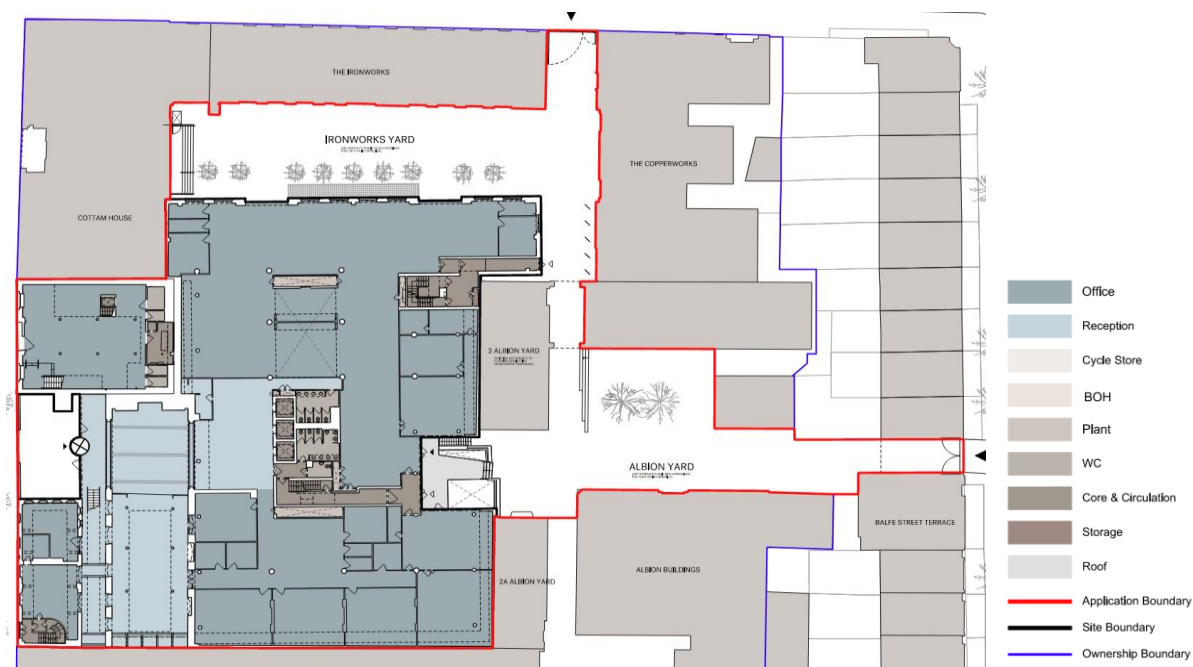 THE IRONWORKS
IRONWORKS YARD
THE COPPERWORKS
COTTAM HOUSE
2 ALBION YARD
ALBION YARD
BALFE STREET TERRACE
2A ALBION YARD
ALBION BUILDINGS
Office
Reception
Cycle Store
BOH
Plant
WC
Core & Circulation
Storage
Roof
Application Boundary
Site Boundary
Ownership Boundary